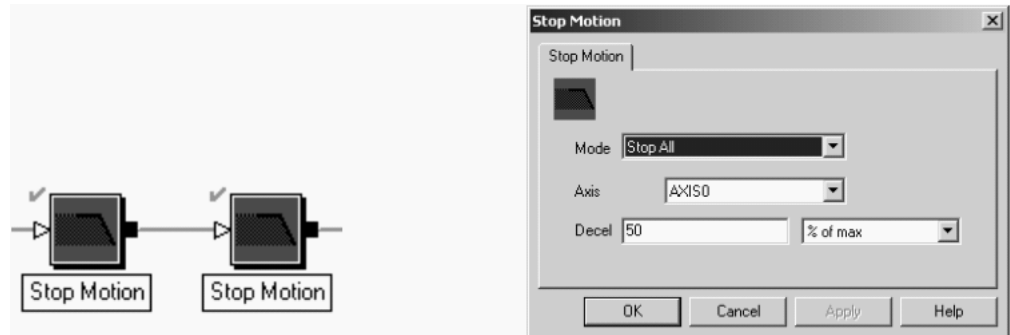 Stop Motion
Stop Motion
Stop Motion
Stop Motion
Mode Stop All
Axis AXIS0
Decel 50 % of max
OK Cancel Apply Help